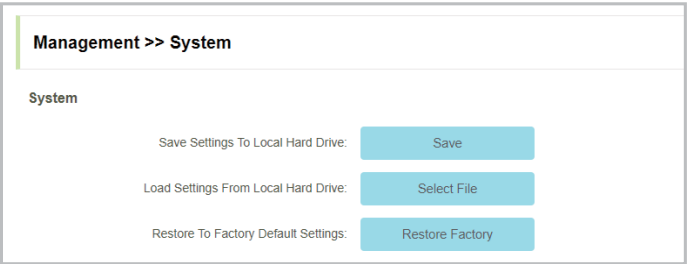 Management >> System
System
Save Settings To Local Hard Drive: Save
Load Settings From Local Hard Drive: Select File
Restore To Factory Default Settings: Restore Factory